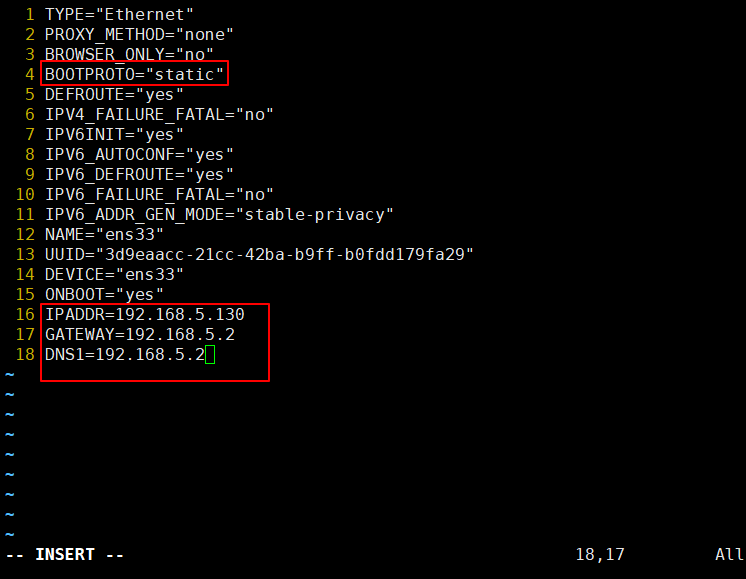 1 TYPE="Ethernet"
2 PROXY_METHOD="none"
3 BROWSER_ONLY="no"
4 BOOTPROTO="static"
5 DEFROUTE="yes"
6 IPV4_FAILURE_FATAL="no"
7 IPV6INIT="yes"
8 IPV6_AUTOCONF="yes"
9 IPV6_DEFROUTE="yes"
10 IPV6_FAILURE_FATAL="no"
11 IPV6_ADDR_GEN_MODE="stable-privacy"
12 NAME="ens33"
13 UUID="3d9eaacc-21cc-42ba-b9ff-b0fdd179fa29"
14 DEVICE="ens33"
15 ONBOOT="yes"
16 IPADDR=192.168.5.130
17 GATEWAY=192.168.5.2
18 DNS1=192.168.5.2
~
~
~
~
~
~
~
~
~
-- INSERT -- 18,17 All